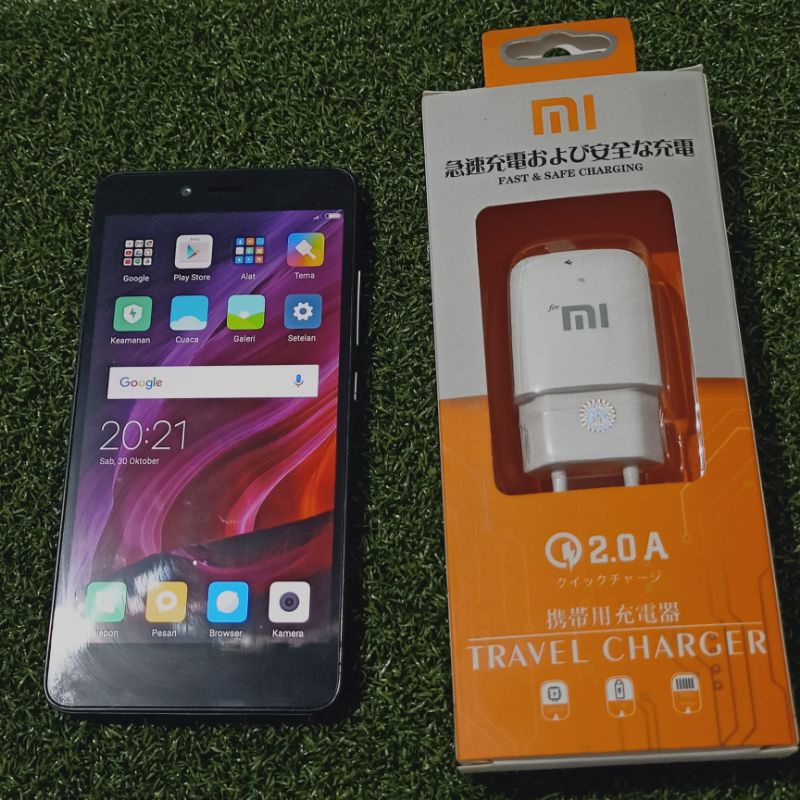 Google
Play Store
Alat
Tema
Keamanan
Cuaca
Galeri
Setelan
Google
20:21
Sab, 30 Oktober
Pesan
Browser
Kamera
mi
急速充電および安全な充電
FAST & SAFE CHARGING
for mi
2.0A
クイックチャージ
携帯用充電器
TRAVEL CHARGER